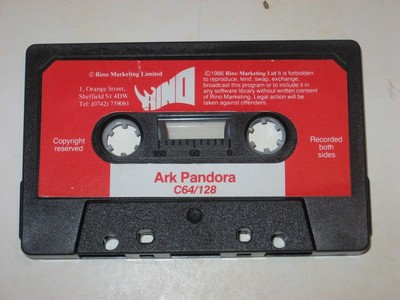 © Rino Marketing Limited
1, Orange Street,
Sheffield S1 4DW
Tel: (0742) 739061
RINO
©1986 Rino Marketing Ltd It is forbidden
to reproduce, lend, swap, exchange,
broadcast this program or to include it in
any software library without written consent
of Rino Marketing. Legal action will be
taken against offenders.
Copyright
reserved
Recorded
both
sides
100 50 0
Ark Pandora
C64/128